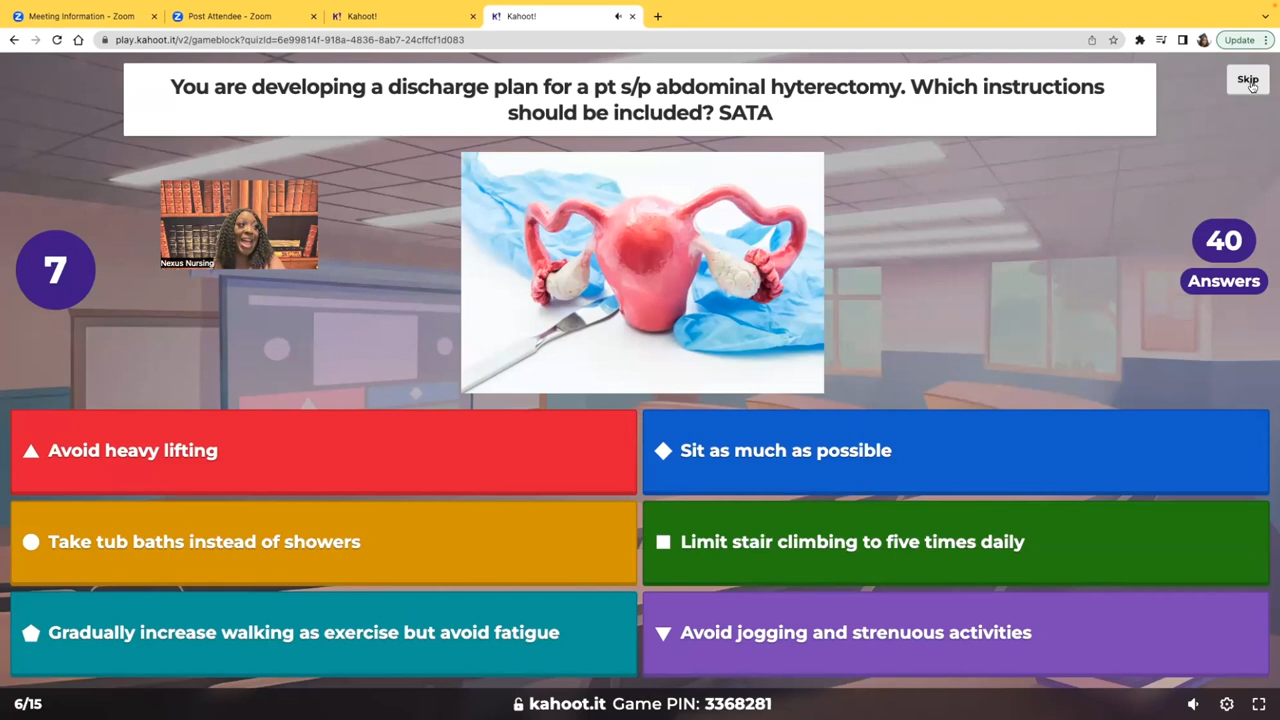 Meeting Information - Zoom
Post Attendee - Zoom
Kahoot!
Kahoot!
play.kahoot.it/v2/gameblock?quizId=6e99814f-918a-4836-8ab7-24cffcf1d083
Update
You are developing a discharge plan for a pt s/p abdominal hyterectomy. Which instructions
should be included? SATA
Skip
Nexus Nursing
7
40
Answers
Avoid heavy lifting
Sit as much as possible
Take tub baths instead of showers
Limit stair climbing to five times daily
Gradually increase walking as exercise but avoid fatigue
Avoid jogging and strenuous activities
6/15
kahoot.it Game PIN: 3368281